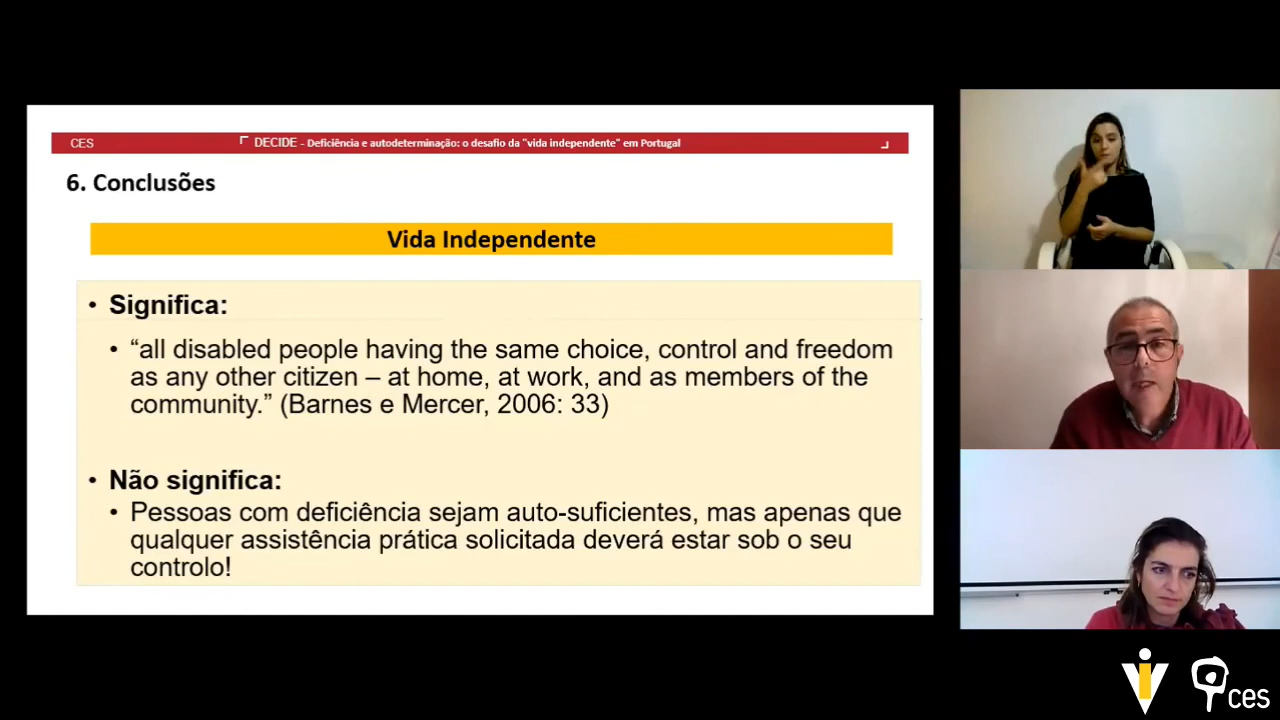 CES
DECIDE - Deficiência e autodeterminação: o desafio da "vida independente" em Portugal
6. Conclusões
Vida Independente
• Significa:
• “all disabled people having the same choice, control and freedom
as any other citizen – at home, at work, and as members of the
community.” (Barnes e Mercer, 2006: 33)
• Não significa:
• Pessoas com deficiência sejam auto-suficientes, mas apenas que
qualquer assistência prática solicitada deverá estar sob o seu
controlo!
ces